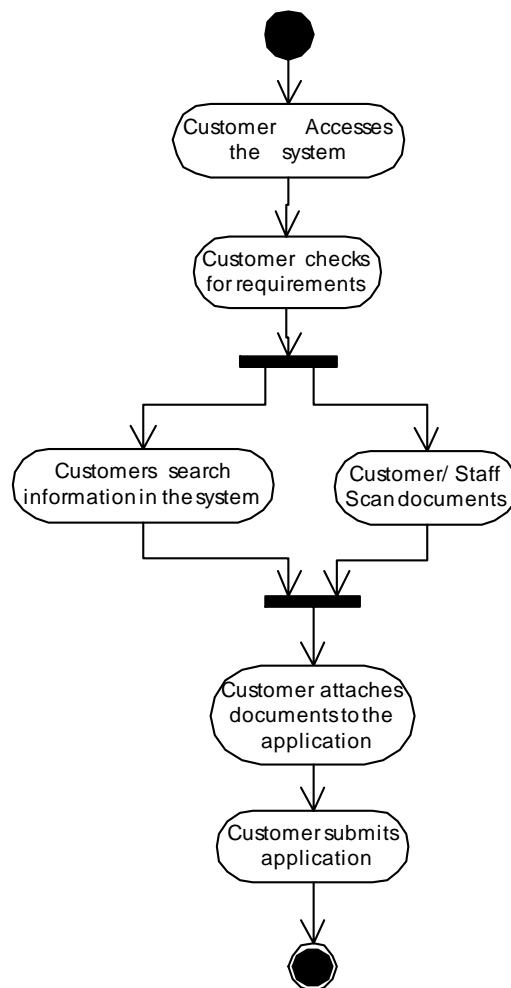 Customer Accesses
the system
Customer checks
for requirements
Customers search
information in the system
Customer/ Staff
Scan documents
Customer attaches
documents to the
application
Customer submits
application